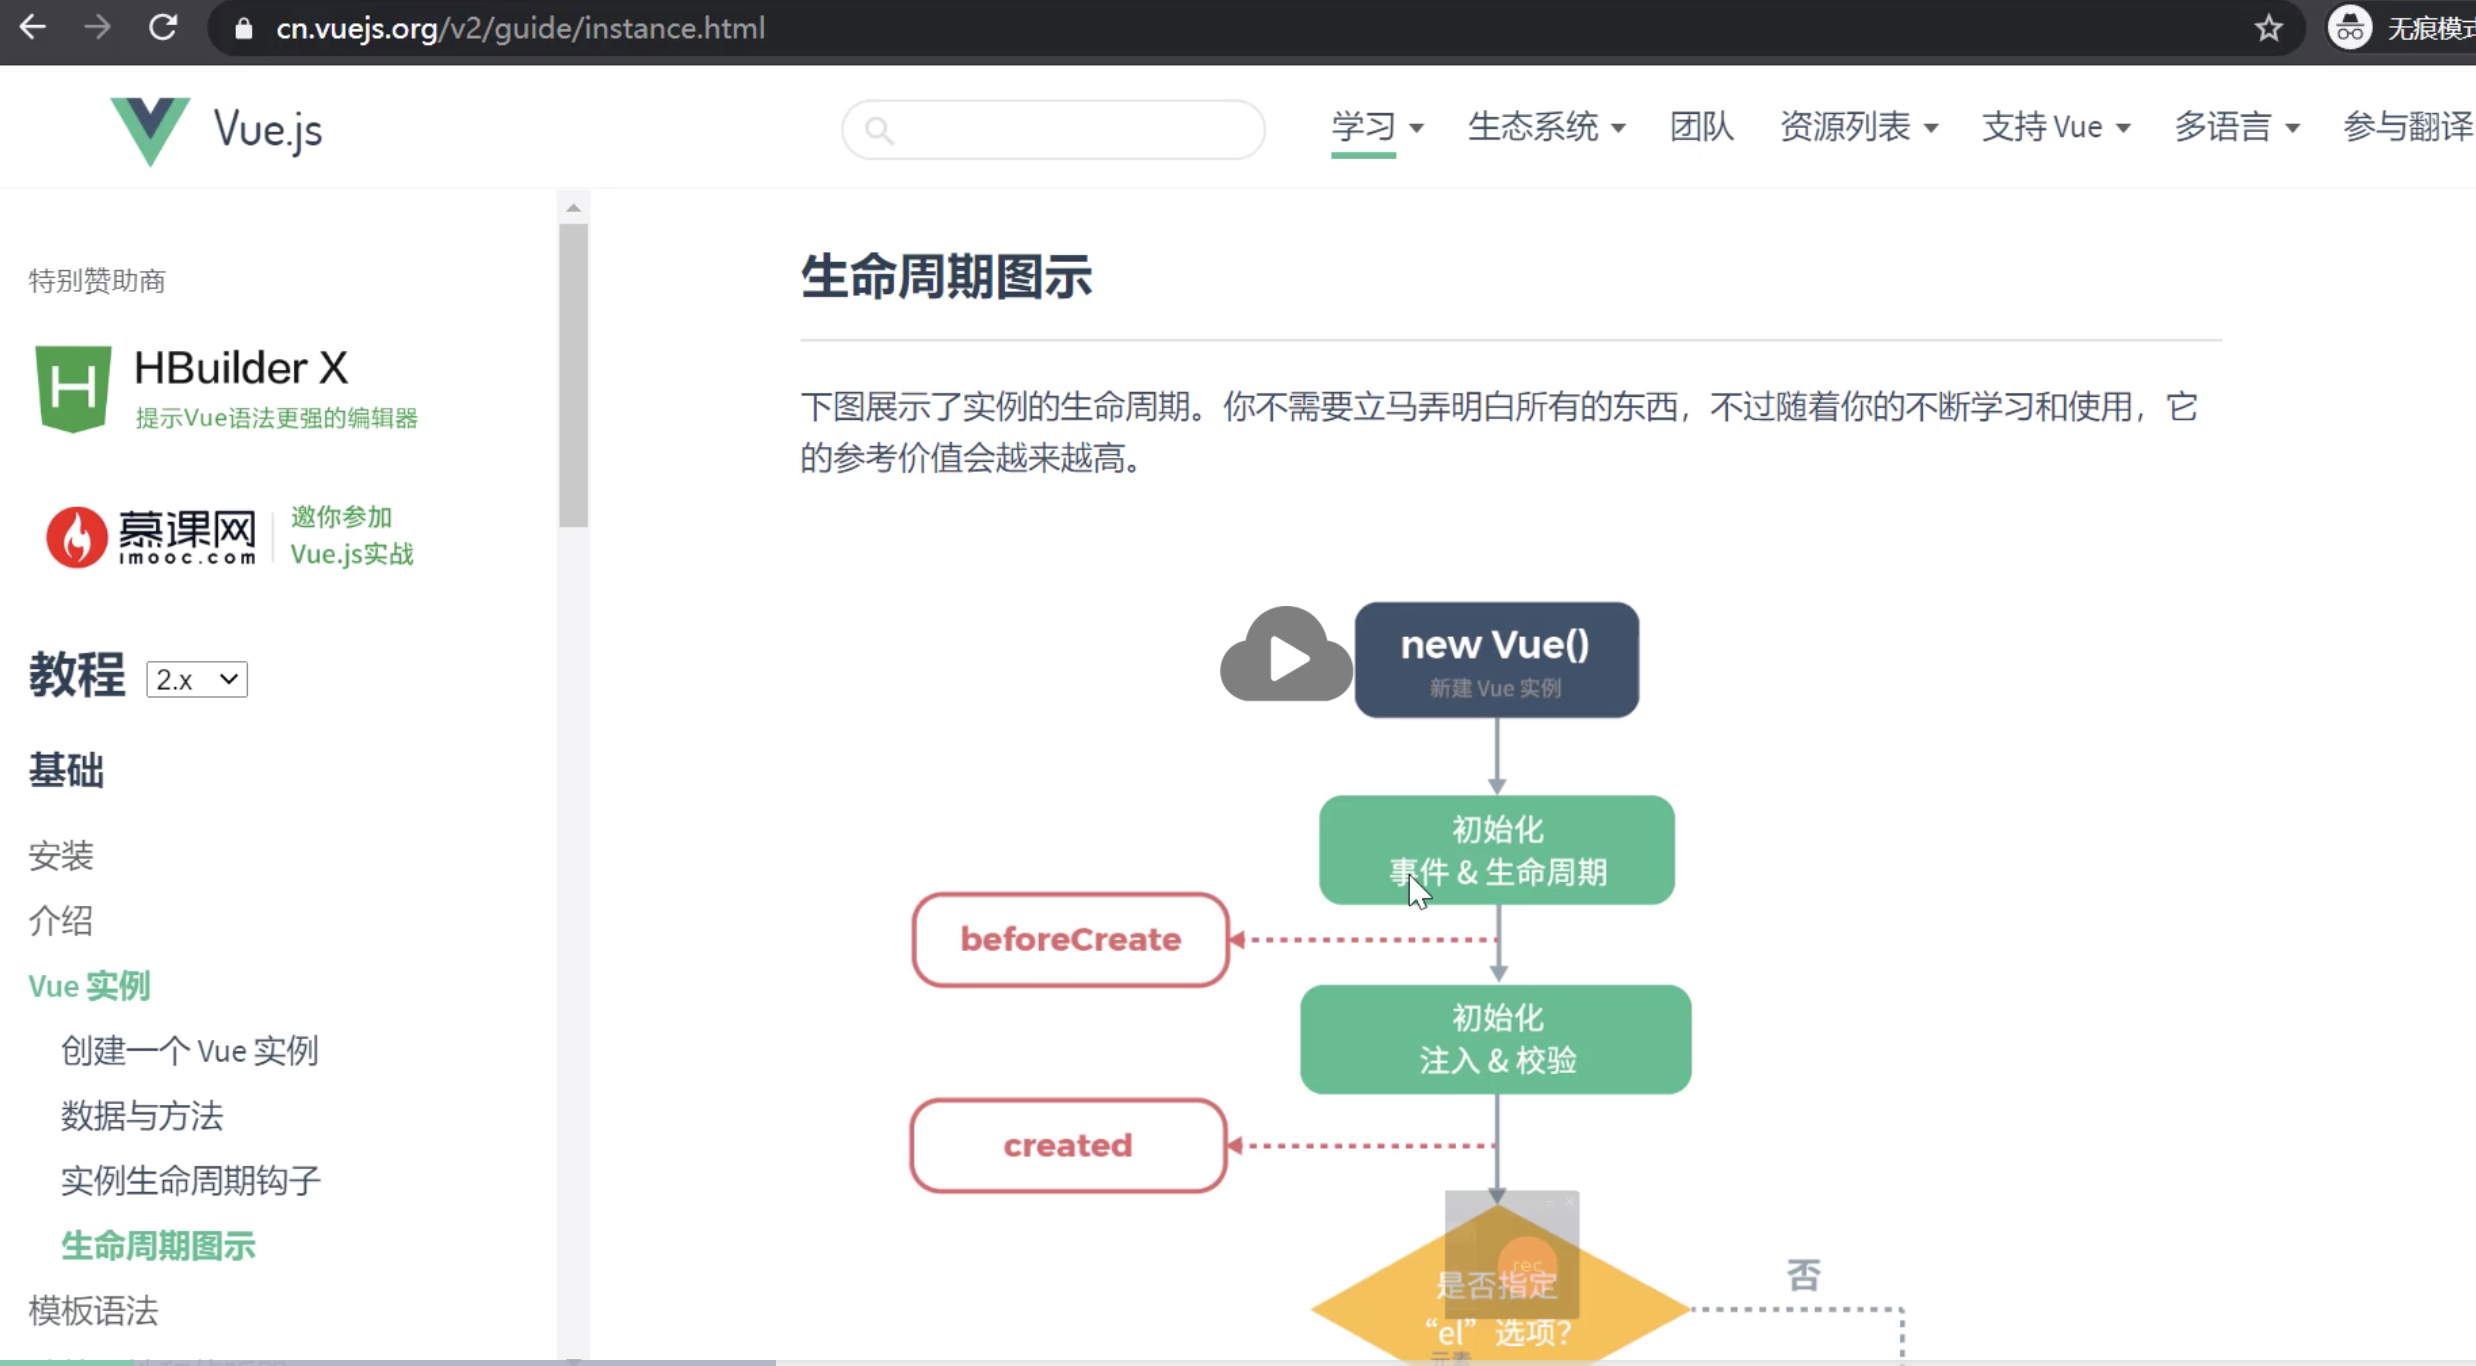 cn.vuejs.org/v2/guide/instance.html
无痕模式
Vue.js
学习
生态系统
团队
资源列表
支持 Vue
多语言
参与翻译
特别赞助商
HBuilder X
提示Vue语法更强的编辑器
慕课网
imooc.com
邀你参加
Vue.js实战
教程
2.x
基础
安装
介绍
Vue 实例
创建一个 Vue 实例
数据与方法
实例生命周期钩子
生命周期图示
模板语法
生命周期图示
下图展示了实例的生命周期。你不需要立马弄明白所有的东西，不过随着你的不断学习和使用，它
的参考价值会越来越高。
new Vue()
新建 Vue 实例
初始化
事件 & 生命周期
beforeCreate
初始化
注入 & 校验
created
rec
是否指定
“el” 选项?
否